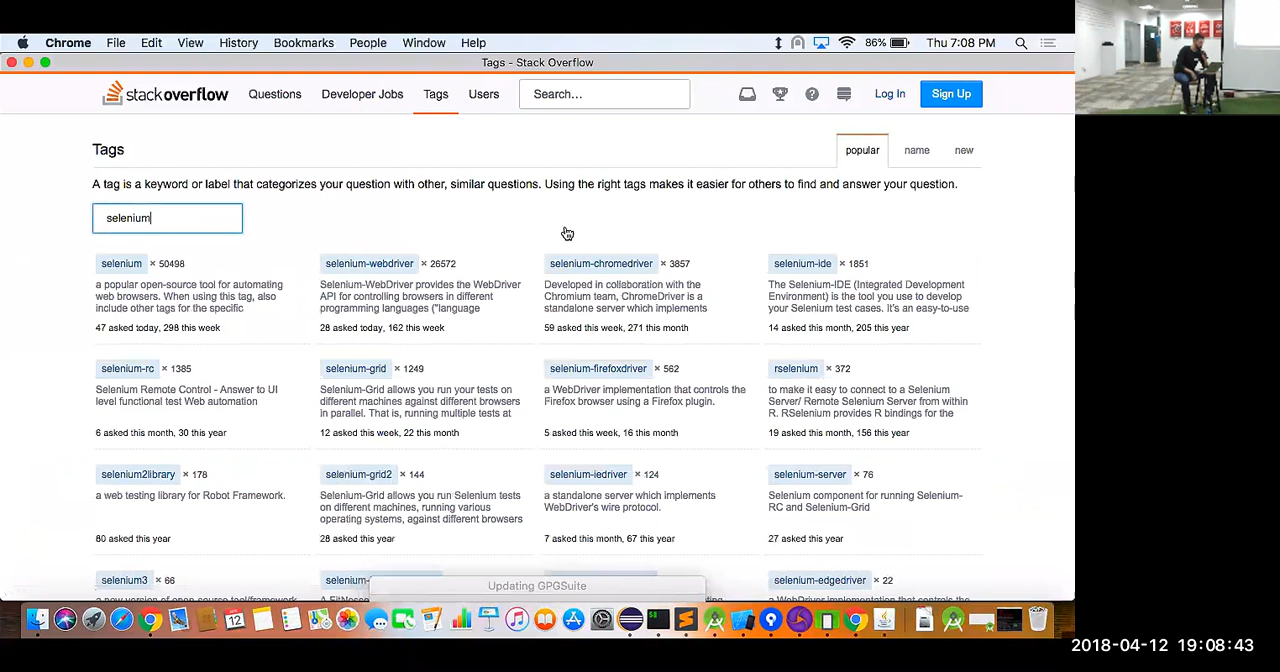 Chrome File Edit View History Bookmarks People Window Help 86% Thu 7:08 PM
Tags - Stack Overflow
stackoverflow Questions Developer Jobs Tags Users Search... Log In Sign Up
Tags popular name new
A tag is a keyword or label that categorizes your question with other, similar questions. Using the right tags makes it easier for others to find and answer your question.
selenium
selenium × 50498
a popular open-source tool for automating
web browsers. When using this tag, also
include other tags for the specific
47 asked today, 298 this week
selenium-webdriver × 26572
Selenium-WebDriver provides the WebDriver
API for controlling browsers in different
programming languages ("language
28 asked today, 162 this week
selenium-chromedriver × 3857
Developed in collaboration with the
Chromium team, ChromeDriver is a
standalone server which implements
59 asked this week, 271 this month
selenium-ide × 1851
The Selenium-IDE (Integrated Development
Environment) is the tool you use to develop
your Selenium test cases. It's an easy-to-use
14 asked this month, 205 this year
selenium-rc × 1385
Selenium Remote Control - Answer to UI
level functional test Web automation
6 asked this month, 30 this year
selenium-grid × 1249
Selenium-Grid allows you run your tests on
different machines against different browsers
in parallel. That is, running multiple tests at
12 asked this week, 22 this month
selenium-firefoxdriver × 562
a WebDriver implementation that controls the
Firefox browser using a Firefox plugin.
5 asked this week, 16 this month
rselenium × 372
to make it easy to connect to a Selenium
Server/ Remote Selenium Server from within
R. RSelenium provides R bindings for the
19 asked this month, 156 this year
selenium2library × 178
a web testing library for Robot Framework.
80 asked this year
selenium-grid2 × 144
Selenium-Grid allows you run Selenium tests
on different machines, running various
operating systems, against different browsers
28 asked this year
selenium-iedriver × 124
a standalone server which implements
WebDriver's wire protocol.
7 asked this month, 67 this year
selenium-server × 76
Selenium component for running Selenium-
RC and Selenium-Grid
27 asked this year
selenium3 × 66
selenium-
selenium-edgedriver × 22
Updating GPGSuite
12
2018-04-12 19:08:43